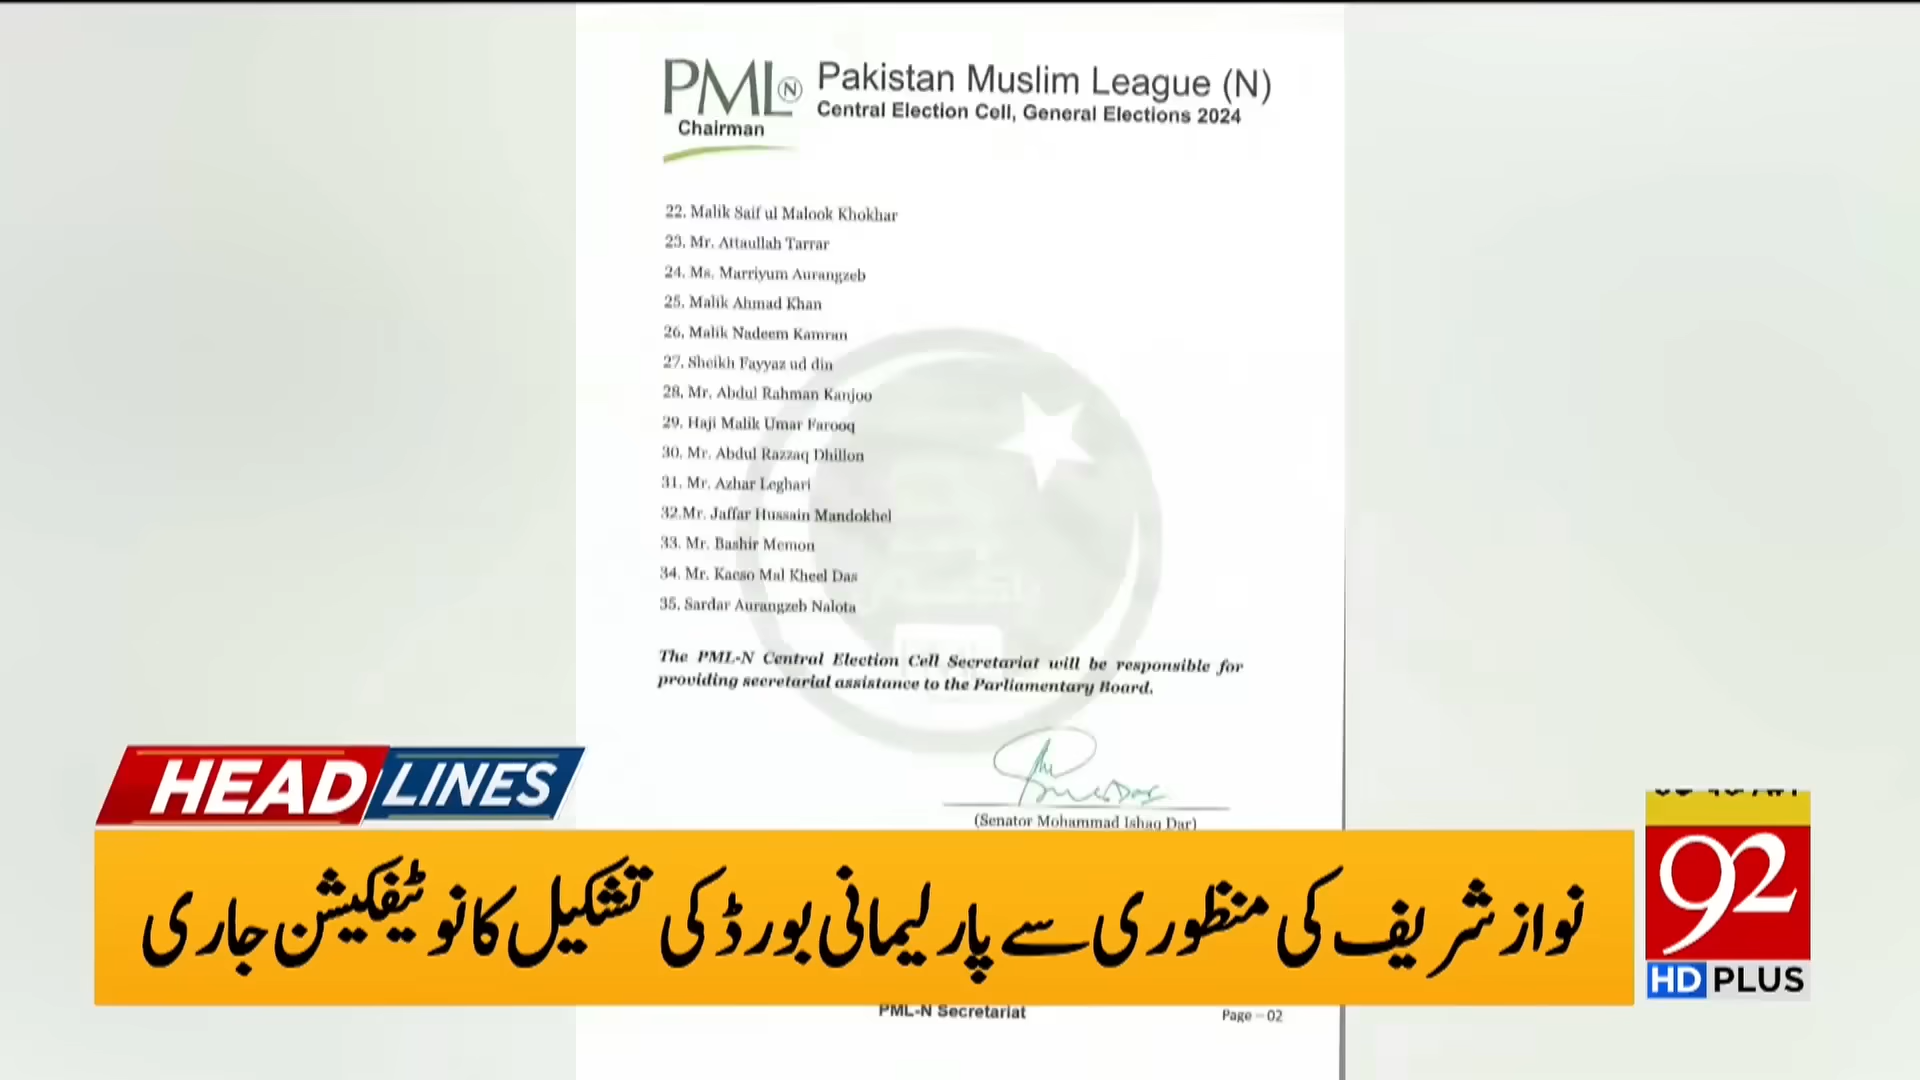 PML(N) Pakistan Muslim League (N)
Chairman Central Election Cell, General Elections 2024
22. Malik Saif ul Malook Khokhar
23. Mr. Attaullah Tarrar
24. Ms. Marriyum Aurangzeb
25. Malik Ahmad Khan
26. Malik Nadeem Kamran
27. Sheikh Fayyaz ud din
28. Mr. Abdul Rahman Kanjoo
29. Haji Malik Umar Farooq
30. Mr. Abdul Razzaq Dhillon
31. Mr. Azhar Leghari
32.Mr. Jaffar Hussain Mandokhel
33. Mr. Bashir Memon
34. Mr. Kaeso Mal Kheel Das
35. Sardar Aurangzeb Nalota
The PML-N Central Election Cell Secretariat will be responsible for
providing secretarial assistance to the Parliamentary Board.
(Senator Mohammad Ishaq Dar)
HEADLINES
نواز شریف کی منظوری سے پارلیمانی بورڈ کی تشکیل کا نوٹیفکیشن جاری
92
HD PLUS
PML-N Secretariat
Page – 02